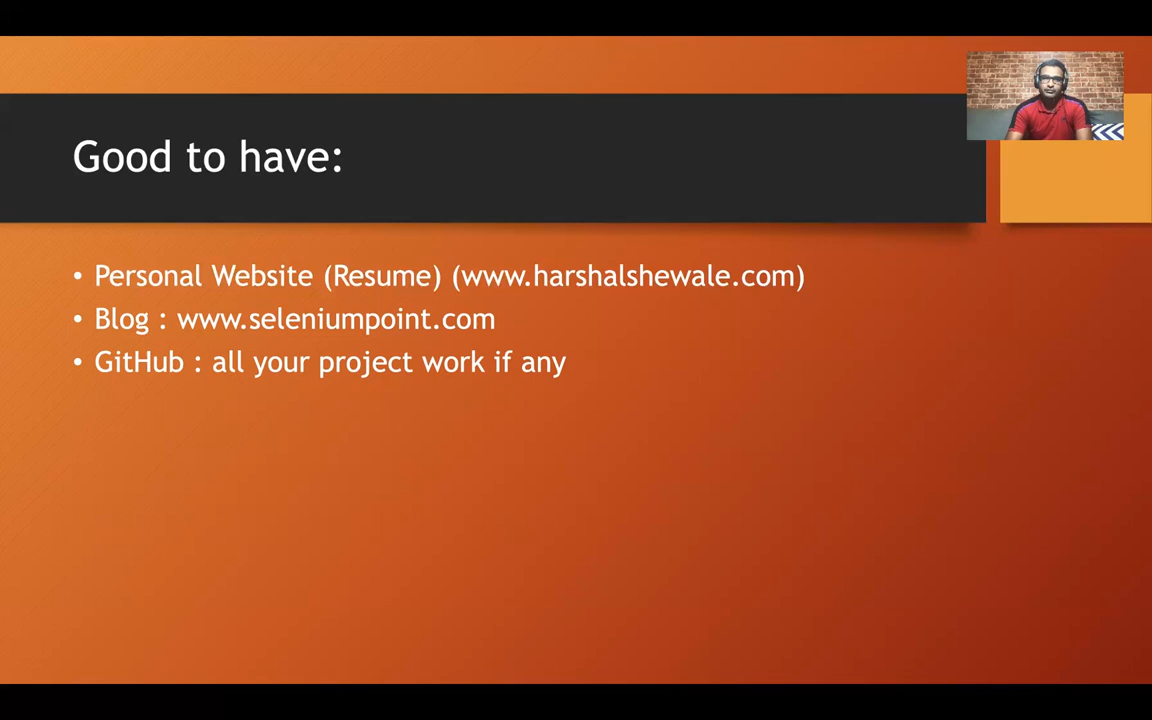 Good to have:
• Personal Website (Resume) (www.harshalshewale.com)
• Blog : www.seleniumpoint.com
• GitHub : all your project work if any